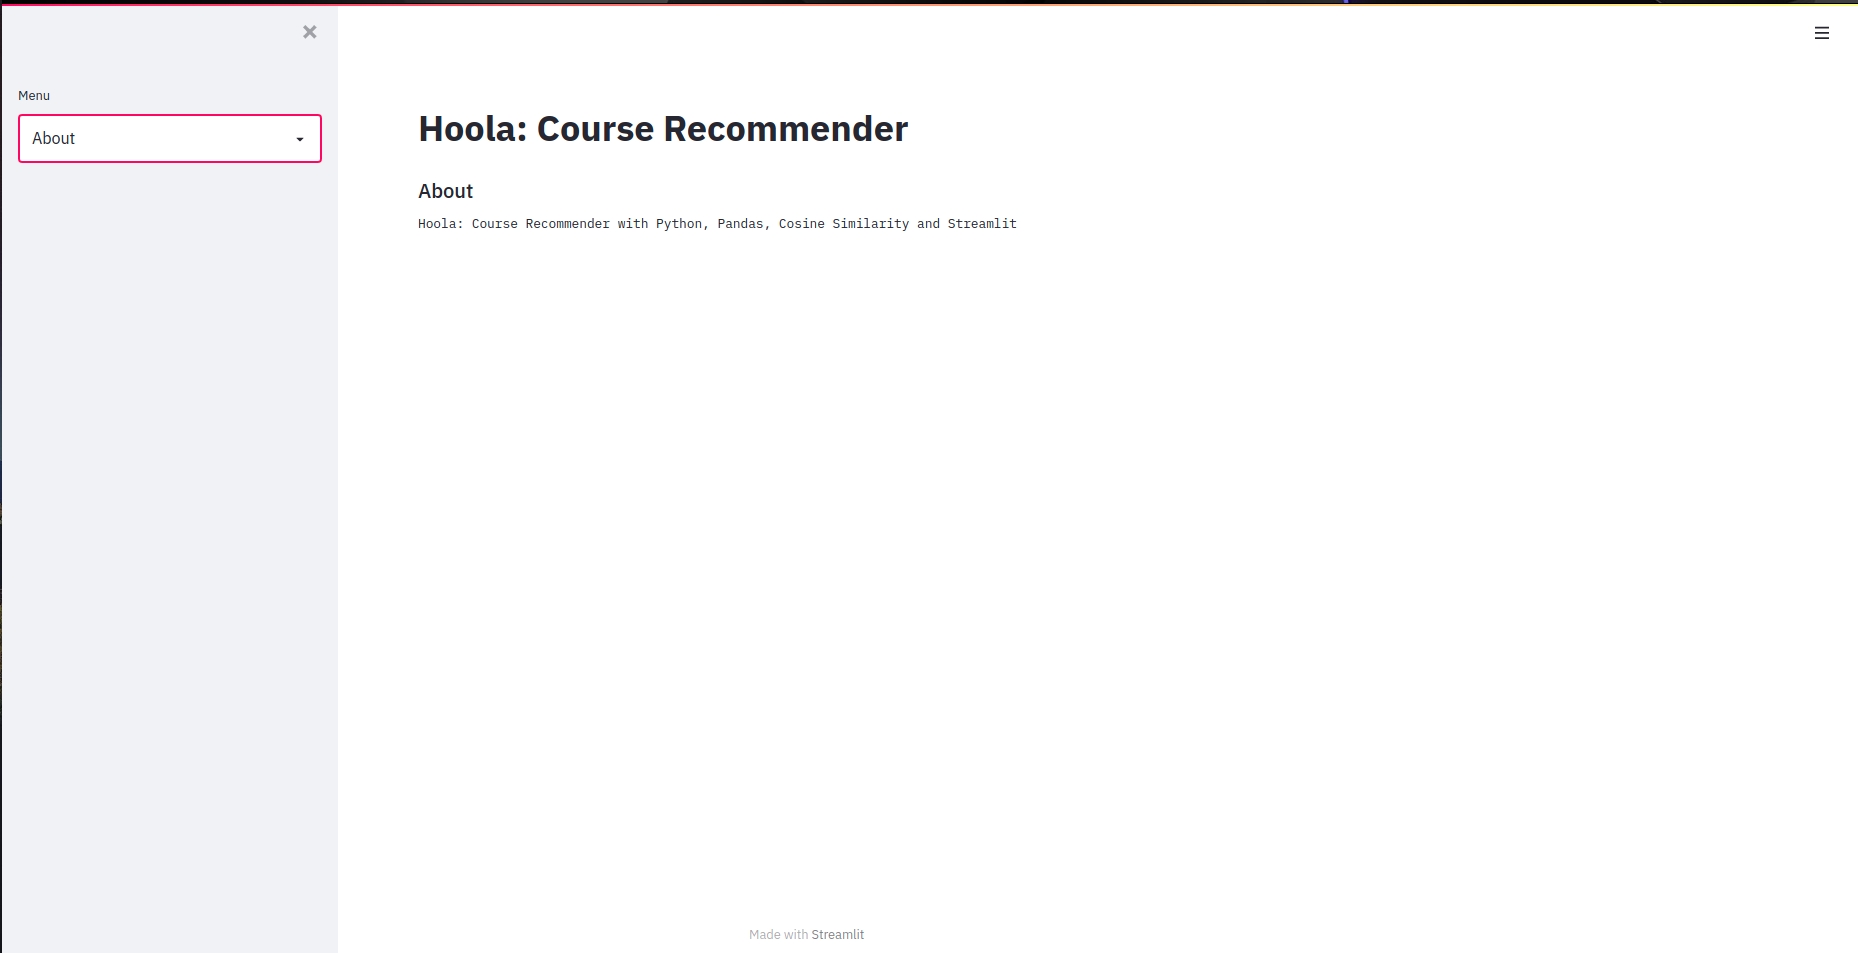 Menu
About
Hoola: Course Recommender
About
Hoola: Course Recommender with Python, Pandas, Cosine Similarity and Streamlit
Made with Streamlit